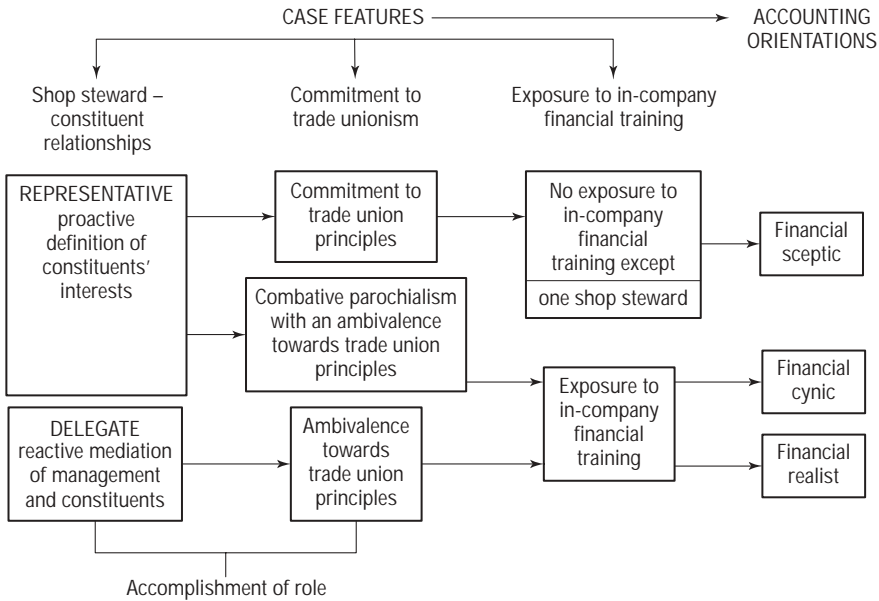 CASE FEATURES
ACCOUNTING
ORIENTATIONS
Shop steward –
constituent
relationships
Commitment to
trade unionism
Exposure to in-company
financial training
REPRESENTATIVE
proactive
definition of
constituents'
interests
Commitment to
trade union
principles
No exposure to
in-company
financial
training except
one shop steward
Financial
sceptic
Combative parochialism
with an ambivalence
towards trade union
principles
Exposure to
in-company
financial
training
Financial
cynic
DELEGATE
reactive mediation
of management
and constituents
Ambivalence
towards
trade union
principles
Financial
realist
Accomplishment of role